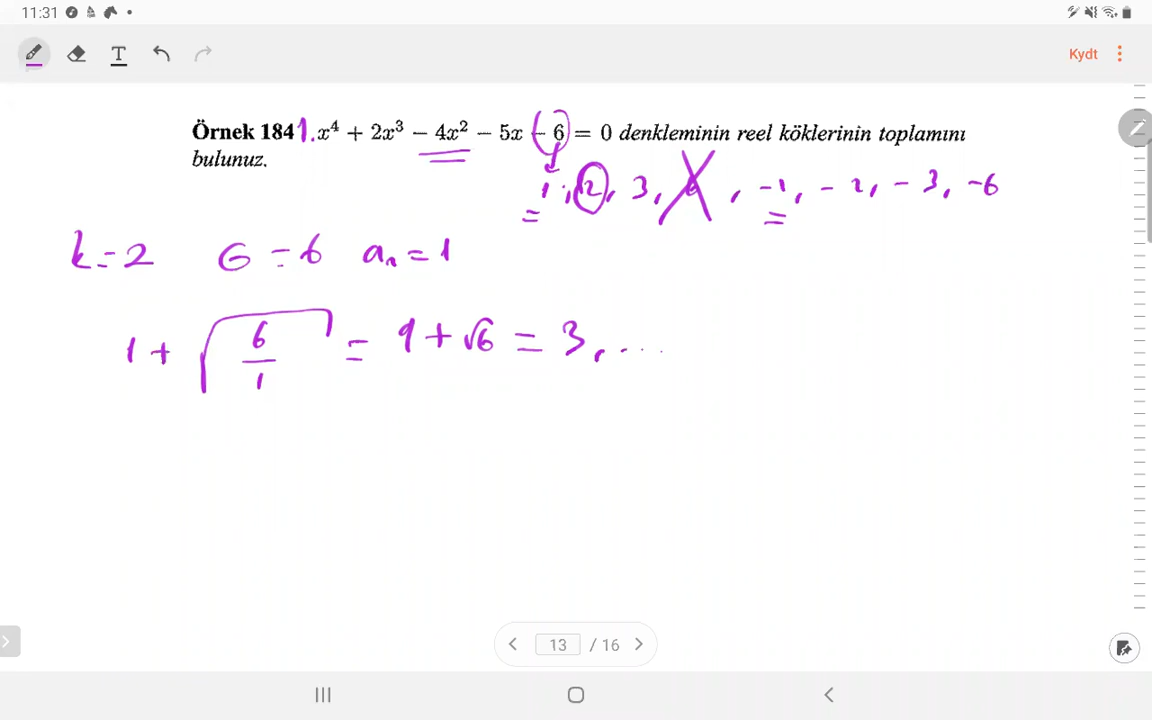 11:31
Kydt
Örnek 184 1. x⁴ + 2x³ − 4x² − 5x − 6 = 0 denkleminin reel köklerinin toplamını
bulunuz.
1, 2, 3, 6, -1, -2, -3, -6
k = 2 G = 6 aₙ = 1
1 + √(6/1) = 1 + √6 = 3, ....
13 / 16